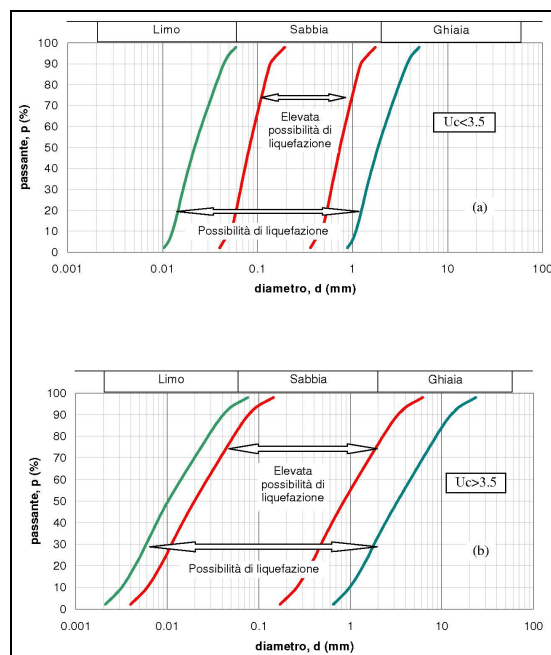 Limo Sabbia Ghiaia
100
90
80
70
60
50
40
30
20
10
0
passante, p (%)
Elevata
possibilità di
liquefazione
Uc<3.5
(a)
Possibilità di liquefazione
0.001 0.01 0.1 1 10 100
diametro, d (mm)
Limo Sabbia Ghiaia
100
90
80
70
60
50
40
30
20
10
0
passante, p (%)
Elevata
possibilità di
liquefazione
Uc>3.5
(b)
Possibilità di liquefazione
0.001 0.01 0.1 1 10 100
diametro, d (mm)